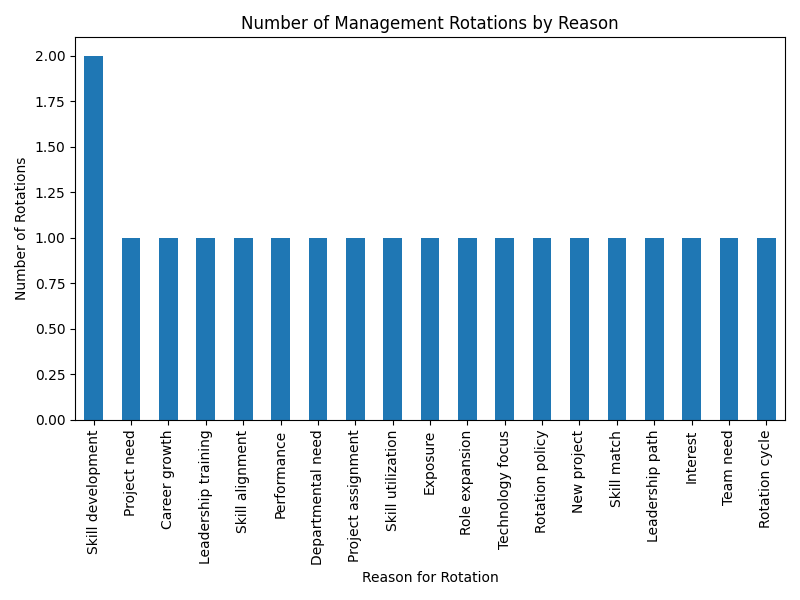 Number of Management Rotations by Reason
Number of Rotations
2.00
1.75
1.50
1.25
1.00
0.75
0.50
0.25
0.00
Skill development
Project need
Career growth
Leadership training
Skill alignment
Performance
Departmental need
Project assignment
Skill utilization
Exposure
Role expansion
Technology focus
Rotation policy
New project
Skill match
Leadership path
Interest
Team need
Rotation cycle
Reason for Rotation